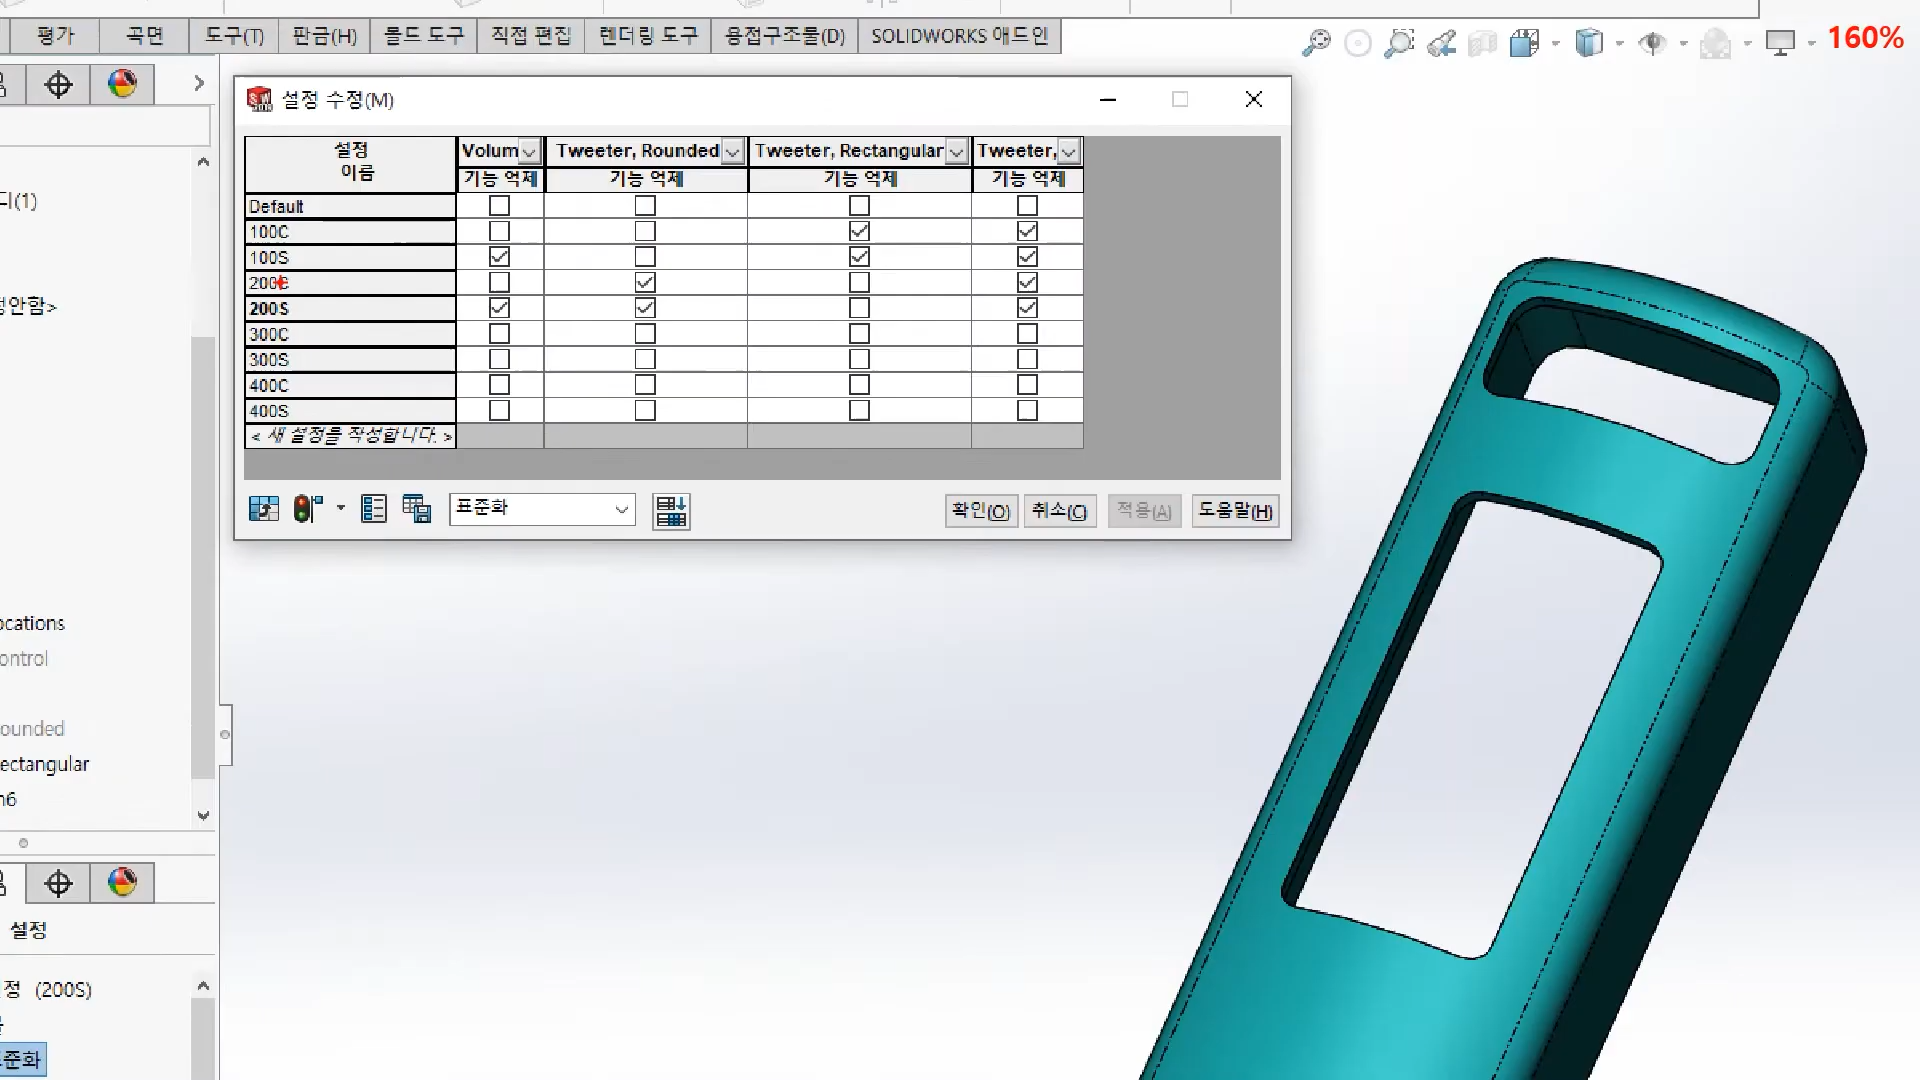 평가 곡면 도구(T) 판금(H) 몰드 도구 직접 편집 렌더링 도구 용접구조물(D) SOLIDWORKS 애드인
160%
설정 수정(M)
설정 이름 Volum Tweeter, Rounded Tweeter, Rectangular Tweeter,
기능 억제 기능 억제 기능 억제 기능 억제
Default
100C
100S
200C
200S
300C
300S
400C
400S
< 새 설정을 작성합니다. >
표준화 확인(O) 취소(C) 적용(A) 도움말(H)
디(1)
정안함>
ocations
ontrol
ounded
ectangular
n6
설정
정 (200S)
준화